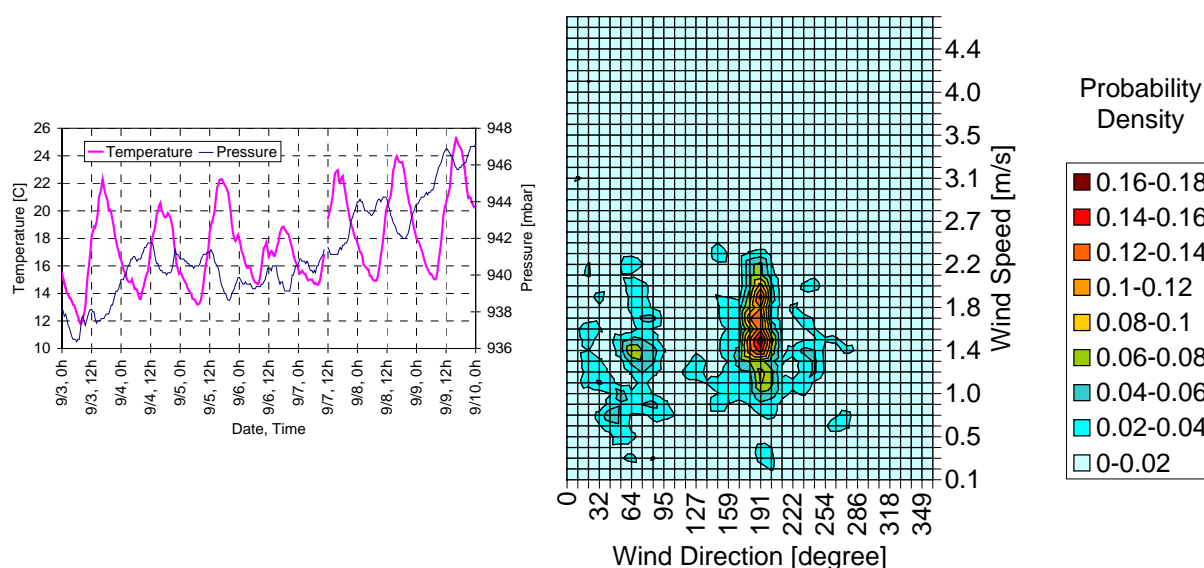 26
24
22
20
18
16
14
12
10
Temperature [C]
Temperature
Pressure
948
946
944
942
940
938
936
Pressure [mbar]
9/3, 0h
9/3, 12h
9/4, 0h
9/4, 12h
9/5, 0h
9/5, 12h
9/6, 0h
9/6, 12h
9/7, 0h
9/7, 12h
9/8, 0h
9/8, 12h
9/9, 0h
9/9, 12h
9/10, 0h
Date, Time
4.4
4.0
3.5
3.1
2.7
2.2
1.8
1.4
1.0
0.5
0.1
Wind Speed [m/s]
0
32
64
95
127
159
191
222
254
286
318
349
Wind Direction [degree]
Probability
Density
0.16-0.18
0.14-0.16
0.12-0.14
0.1-0.12
0.08-0.1
0.06-0.08
0.04-0.06
0.02-0.04
0-0.02